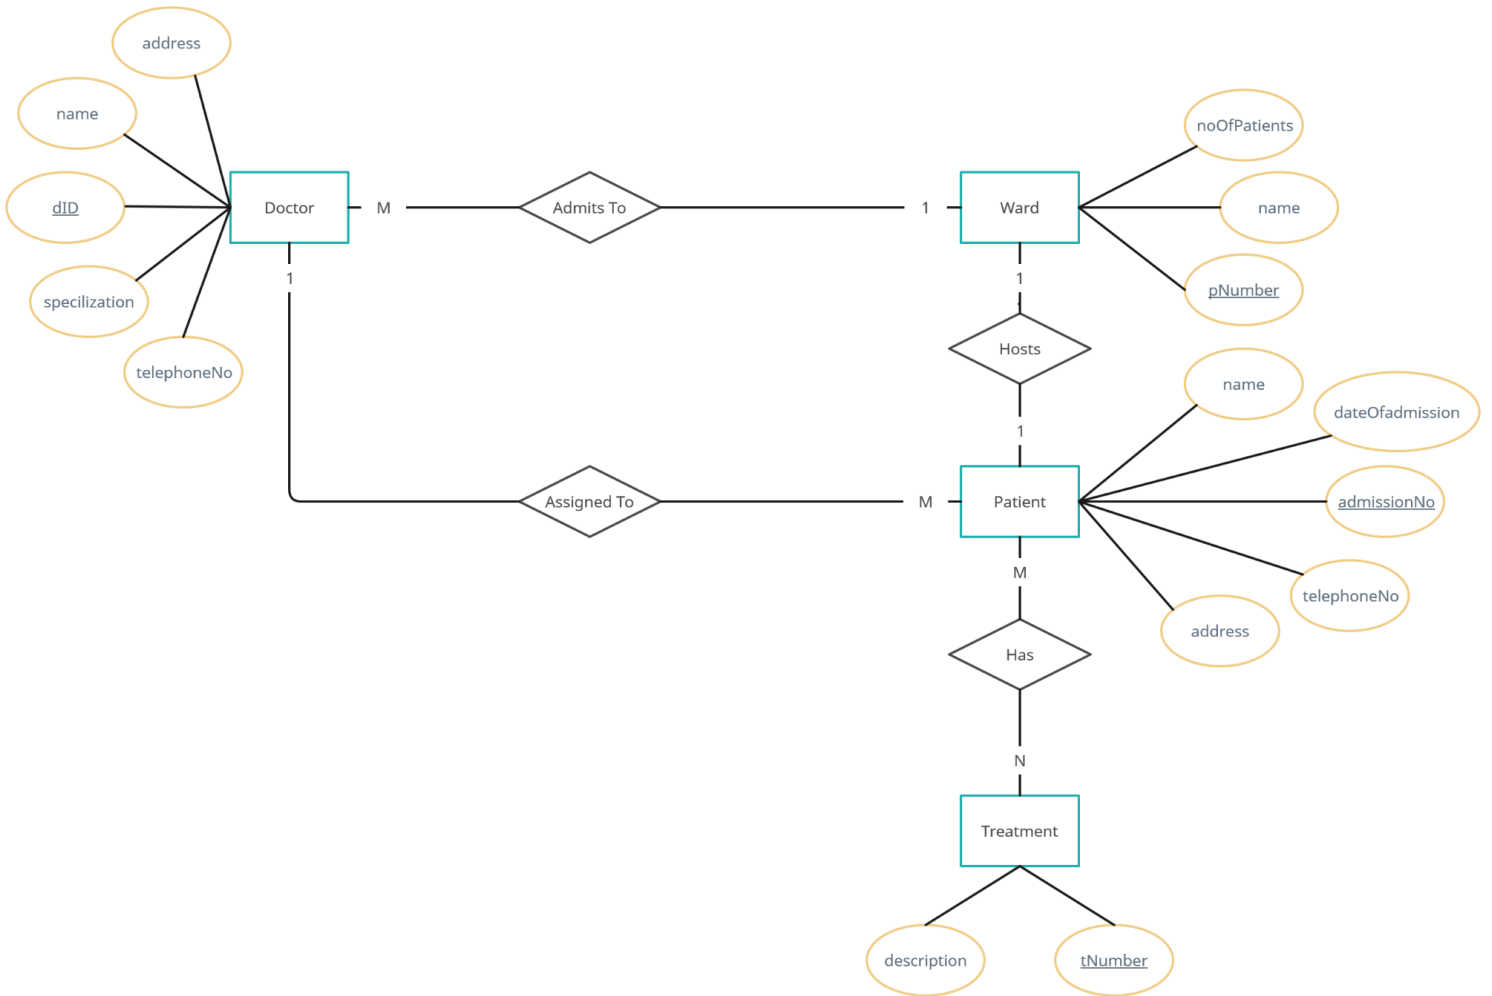 address
name
dID
specilization
telephoneNo
Doctor
M
Admits To
1
Ward
noOfPatients
name
pNumber
1
1
Hosts
1
Assigned To
M
Patient
name
dateOfadmission
admissionNo
telephoneNo
address
M
Has
N
Treatment
description
tNumber